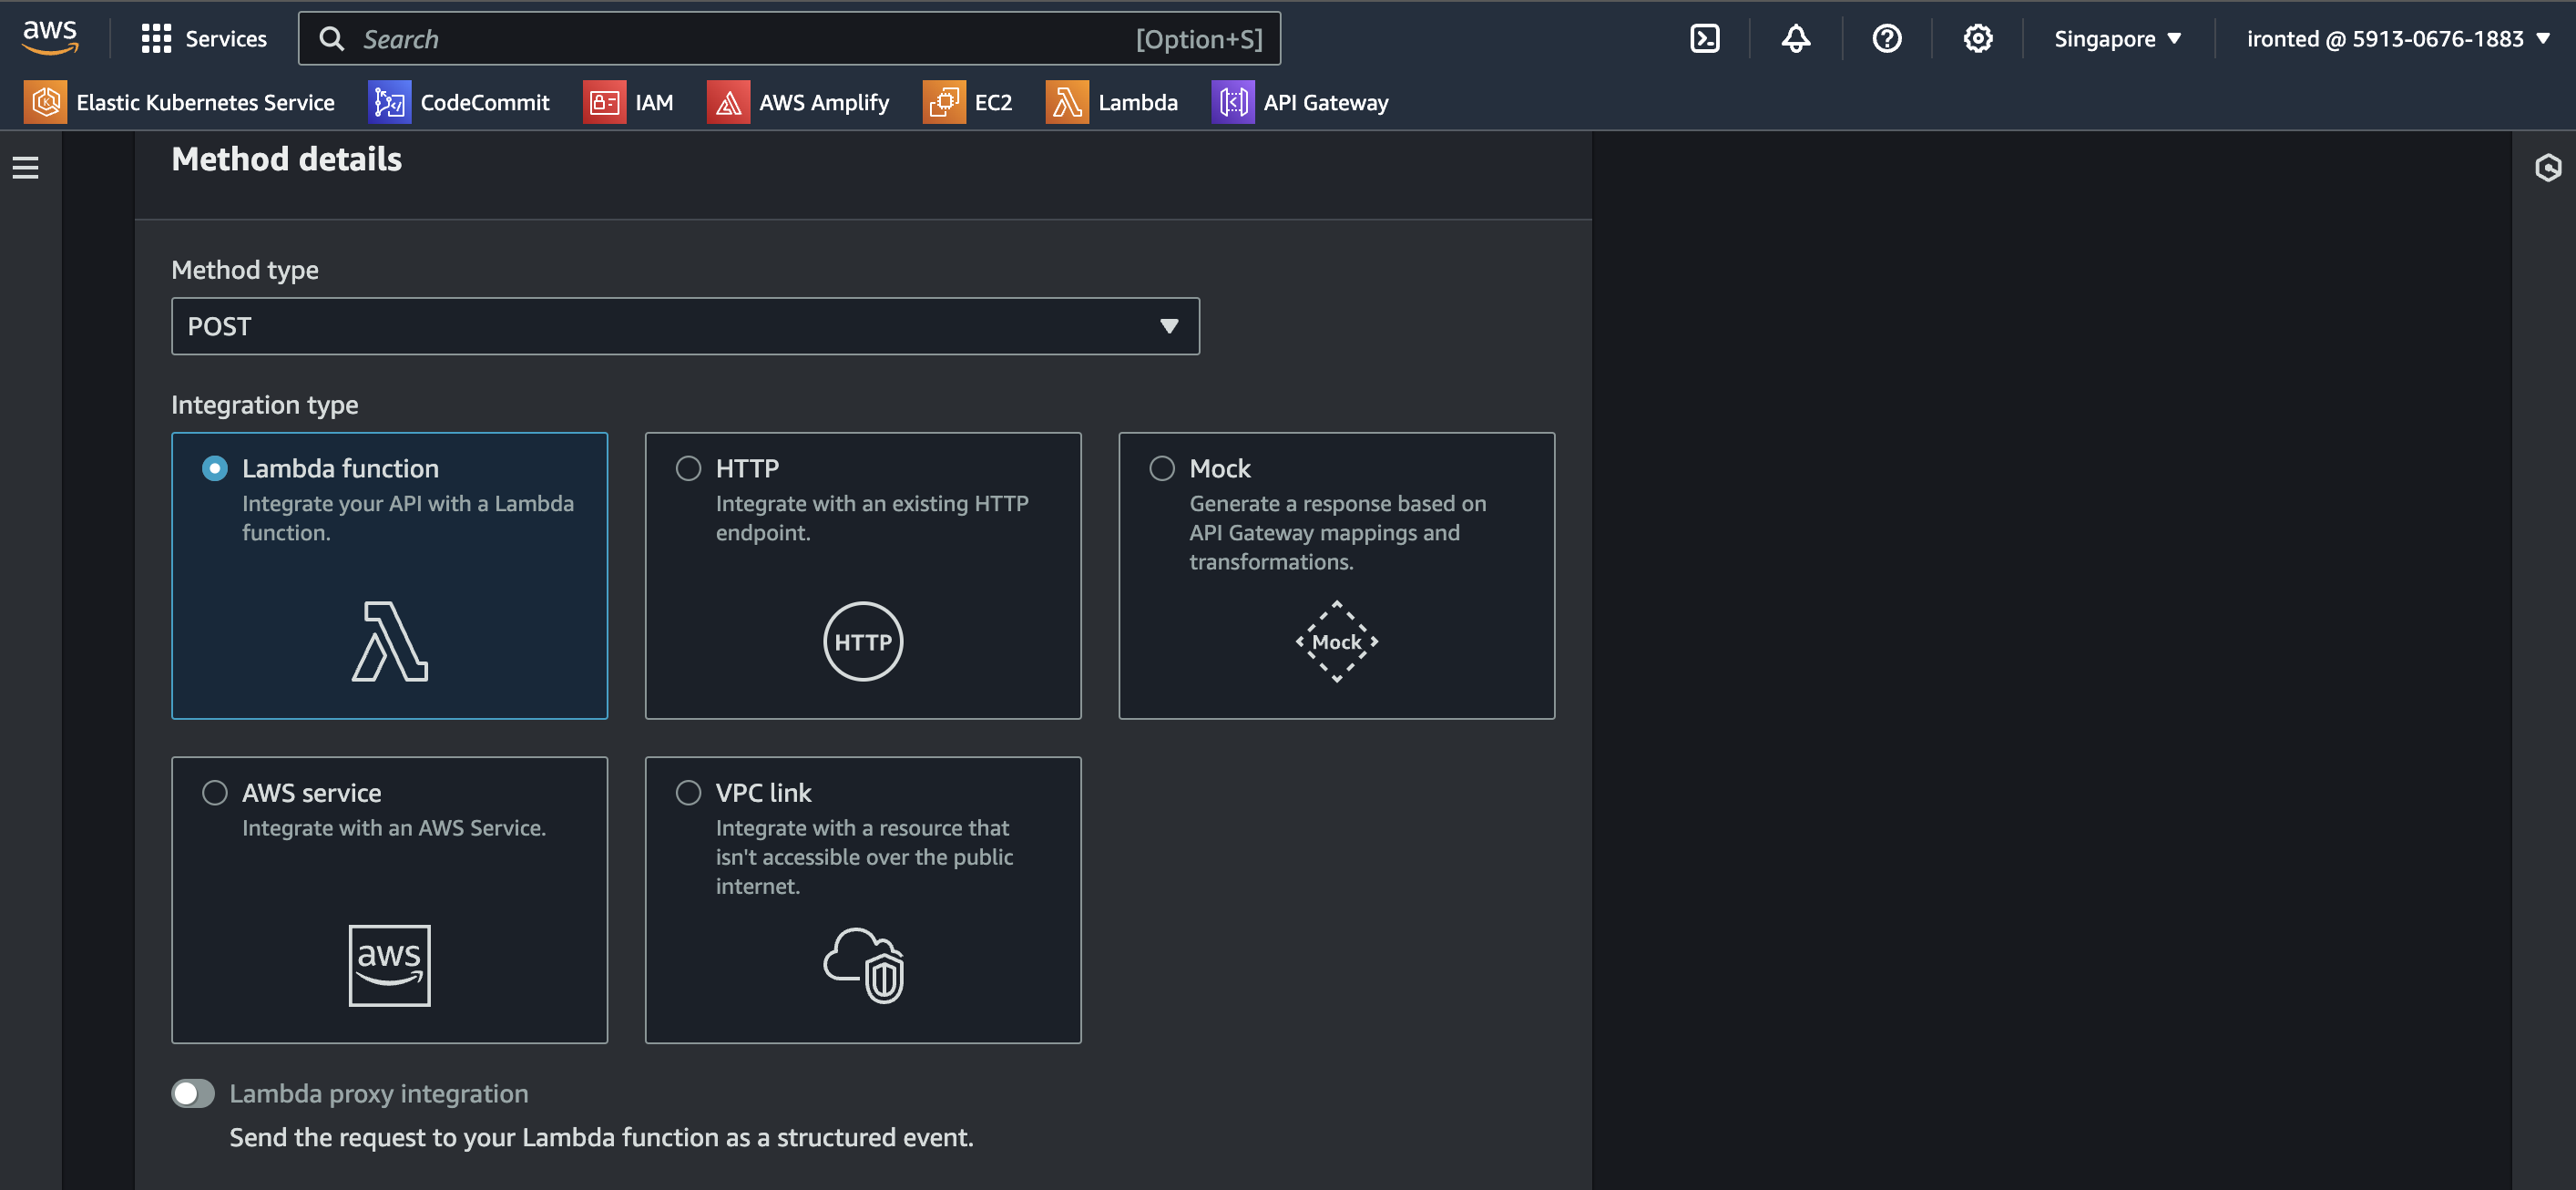 aws
Services
Search
[Option+S]
Singapore
ironted @ 5913-0676-1883
Elastic Kubernetes Service
CodeCommit
IAM
AWS Amplify
EC2
Lambda
API Gateway
Method details
Method type
POST
Integration type
Lambda function
Integrate your API with a Lambda
function.
HTTP
Integrate with an existing HTTP
endpoint.
HTTP
Mock
Generate a response based on
API Gateway mappings and
transformations.
Mock
AWS service
Integrate with an AWS Service.
aws
VPC link
Integrate with a resource that
isn't accessible over the public
internet.
Lambda proxy integration
Send the request to your Lambda function as a structured event.